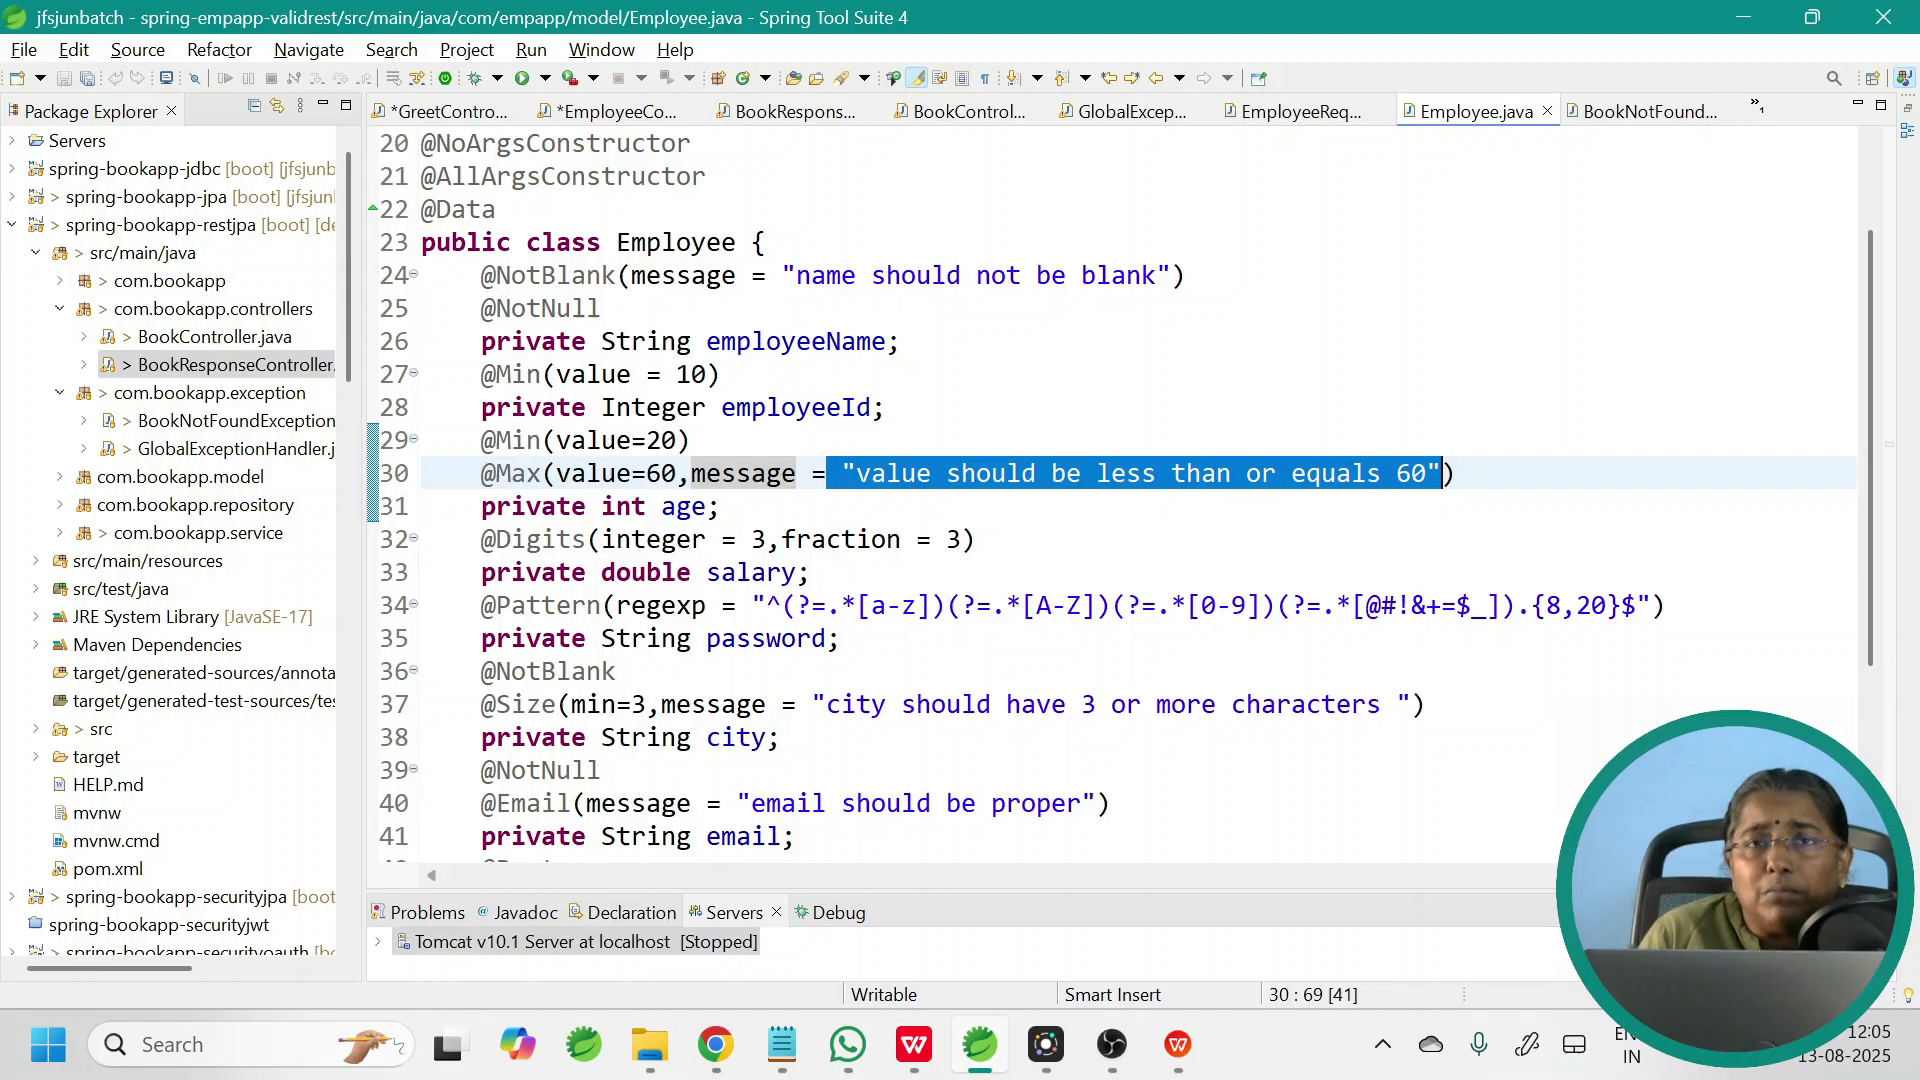 jfsjunbatch - spring-empapp-validrest/src/main/java/com/empapp/model/Employee.java - Spring Tool Suite 4
File Edit Source Refactor Navigate Search Project Run Window Help
Package Explorer
*GreetContro... *EmployeeCo... BookRespons... BookControl... GlobalExcep... EmployeeReq... Employee.java BookNotFound... »1
Servers
spring-bookapp-jdbc [boot] [jfsjunb
> spring-bookapp-jpa [boot] [jfsjun
> spring-bookapp-restjpa [boot] [de
> src/main/java
> com.bookapp
> com.bookapp.controllers
> BookController.java
> BookResponseController.
> com.bookapp.exception
> BookNotFoundException
> GlobalExceptionHandler.j
> com.bookapp.model
> com.bookapp.repository
> com.bookapp.service
src/main/resources
src/test/java
JRE System Library [JavaSE-17]
Maven Dependencies
target/generated-sources/annota
target/generated-test-sources/tes
> src
target
HELP.md
mvnw
mvnw.cmd
pom.xml
> spring-bookapp-securityjpa [boot
spring-bookapp-securityjwt
> spring-bookapp-securityoauth [bo
20 @NoArgsConstructor
21 @AllArgsConstructor
22 @Data
23 public class Employee {
24 @NotBlank(message = "name should not be blank")
25 @NotNull
26 private String employeeName;
27 @Min(value = 10)
28 private Integer employeeId;
29 @Min(value=20)
30 @Max(value=60,message = "value should be less than or equals 60")
31 private int age;
32 @Digits(integer = 3,fraction = 3)
33 private double salary;
34 @Pattern(regexp = "^(?=.*[a-z])(?=.*[A-Z])(?=.*[0-9])(?=.*[@#!&+=$_]).{8,20}$")
35 private String password;
36 @NotBlank
37 @Size(min=3,message = "city should have 3 or more characters ")
38 private String city;
39 @NotNull
40 @Email(message = "email should be proper")
41 private String email;
Problems Javadoc Declaration Servers Debug
Tomcat v10.1 Server at localhost [Stopped]
Writable Smart Insert 30 : 69 [41]
Search
IN
12:05
13-08-2025